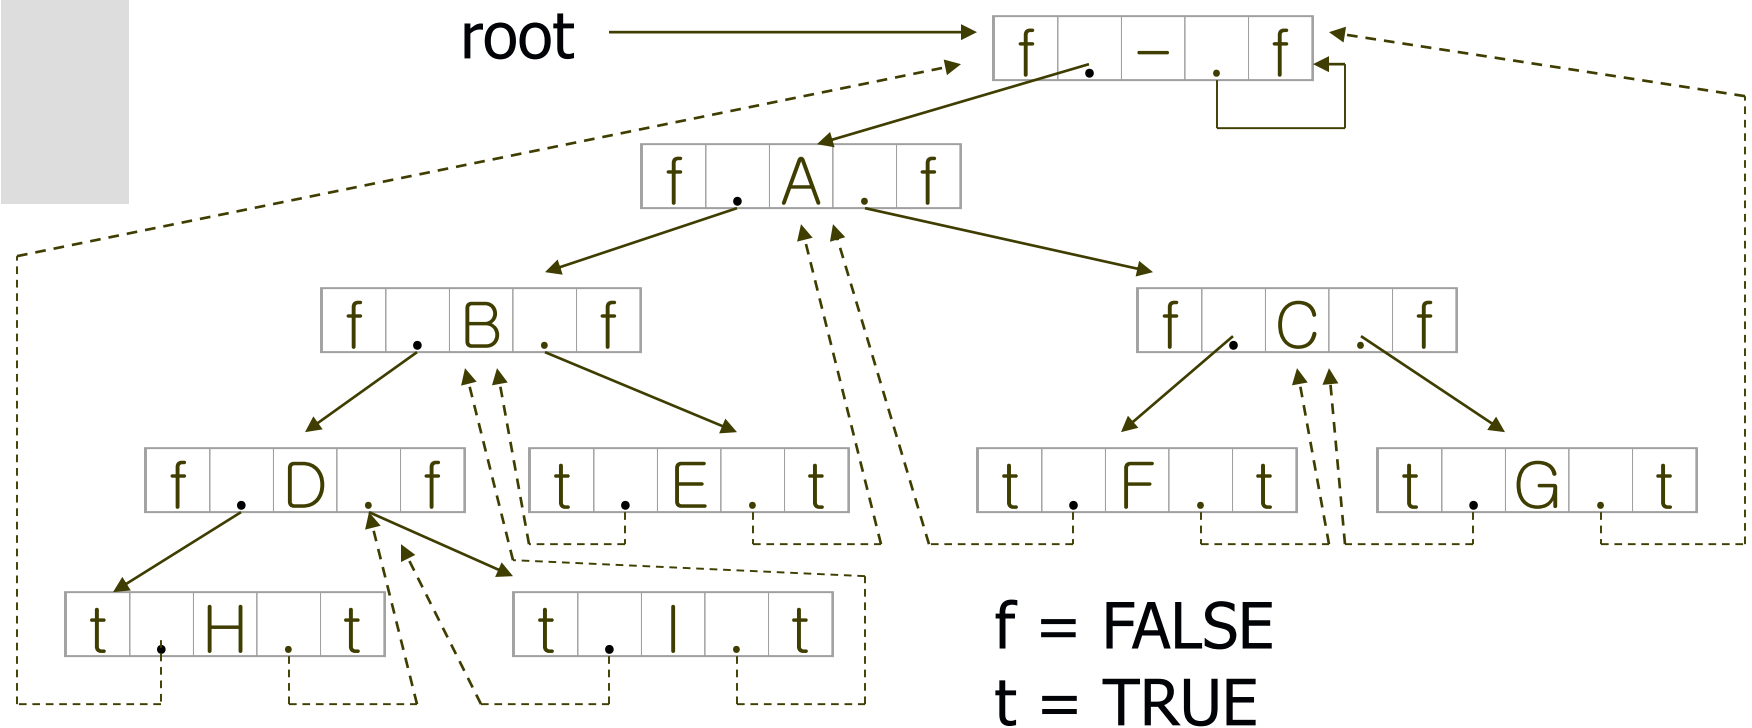 root
f . – . f
f . A . f
f . B . f
f . C . f
f . D . f
t . E . t
t . F . t
t . G . t
t . H . t
t . I . t
f = FALSE
t = TRUE